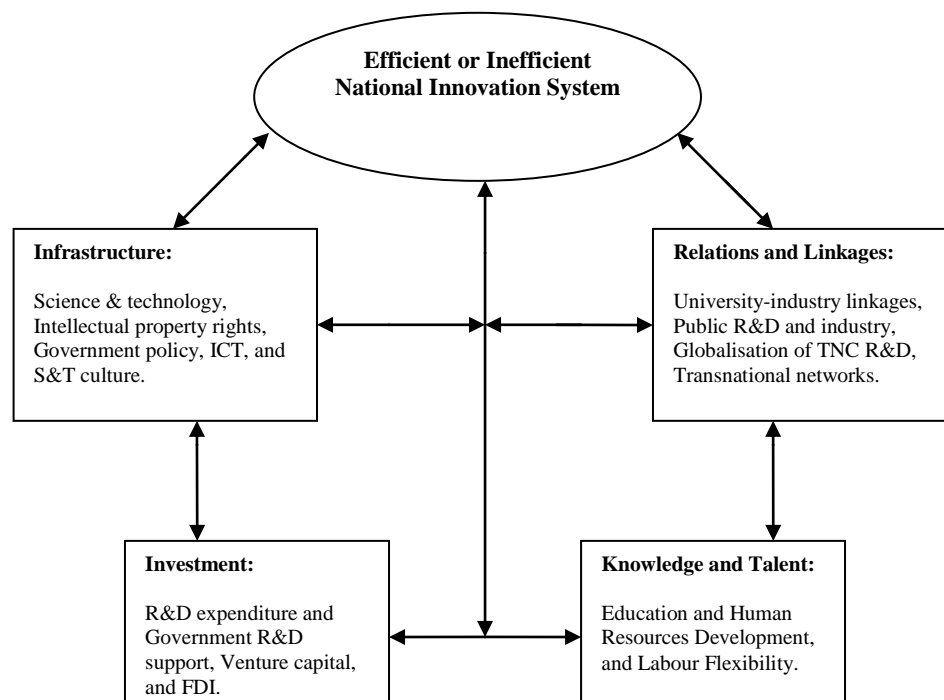 Efficient or Inefficient
National Innovation System
Infrastructure:
Science & technology,
Intellectual property rights,
Government policy, ICT, and
S&T culture.
Relations and Linkages:
University-industry linkages,
Public R&D and industry,
Globalisation of TNC R&D,
Transnational networks.
Investment:
R&D expenditure and
Government R&D
support, Venture capital,
and FDI.
Knowledge and Talent:
Education and Human
Resources Development,
and Labour Flexibility.